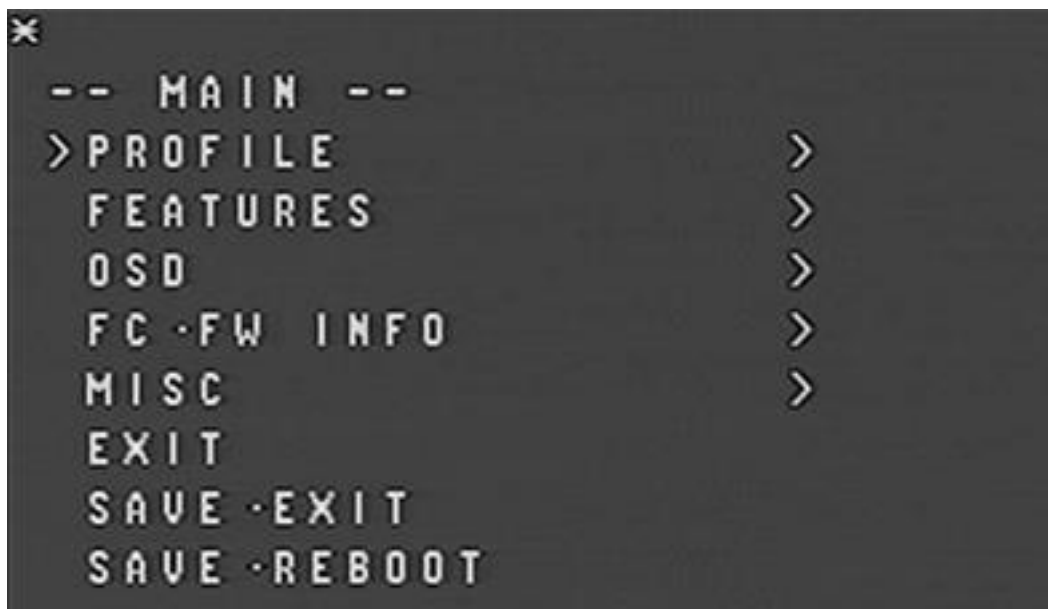 *
-- MAIN --
>PROFILE >
FEATURES >
OSD >
FC·FW INFO >
MISC >
EXIT
SAVE·EXIT
SAVE·REBOOT